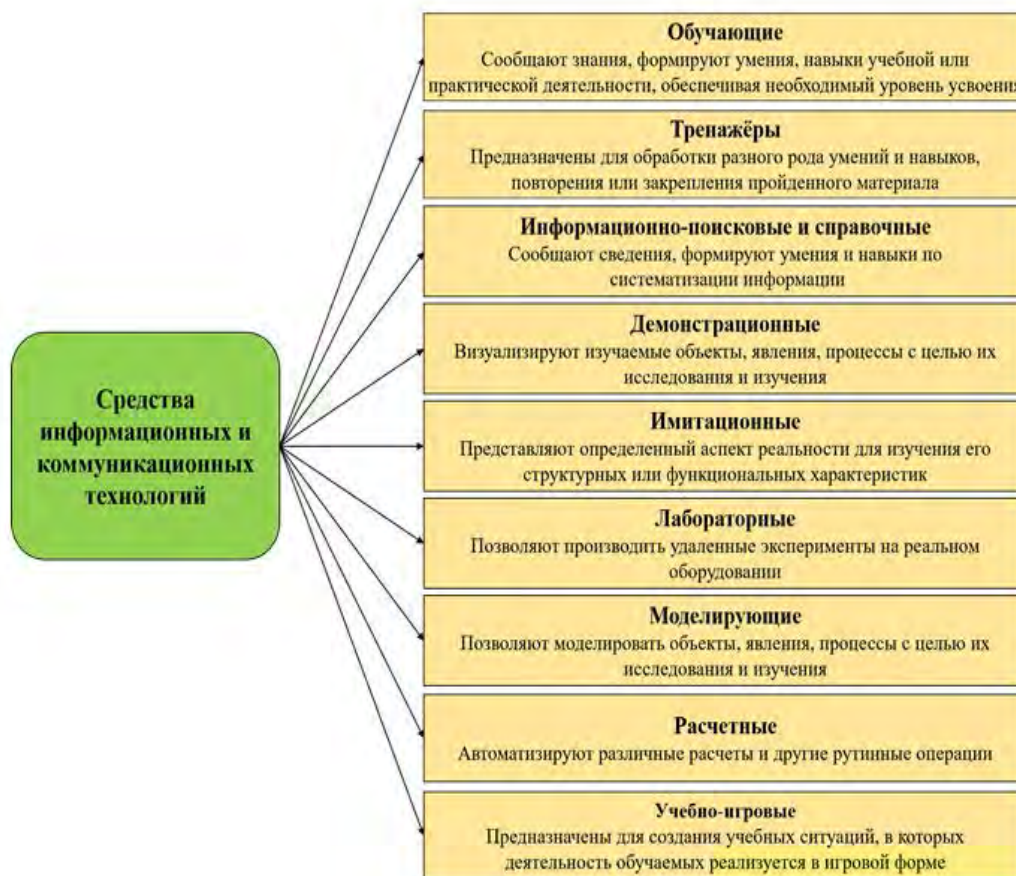 Средства
информационных и
коммуникационных
технологий
Обучающие
Сообщают знания, формируют умения, навыки учебной или
практической деятельности, обеспечивая необходимый уровень усвоения
Тренажёры
Предназначены для обработки разного рода умений и навыков,
повторения или закрепления пройденного материала
Информационно-поисковые и справочные
Сообщают сведения, формируют умения и навыки по
систематизации информации
Демонстрационные
Визуализируют изучаемые объекты, явления, процессы с целью их
исследования и изучения
Имитационные
Представляют определенный аспект реальности для изучения его
структурных или функциональных характеристик
Лабораторные
Позволяют производить удаленные эксперименты на реальном
оборудовании
Моделирующие
Позволяют моделировать объекты, явления, процессы с целью их
исследования и изучения
Расчетные
Автоматизируют различные расчеты и другие рутинные операции
Учебно-игровые
Предназначены для создания учебных ситуаций, в которых
деятельность обучаемых реализуется в игровой форме